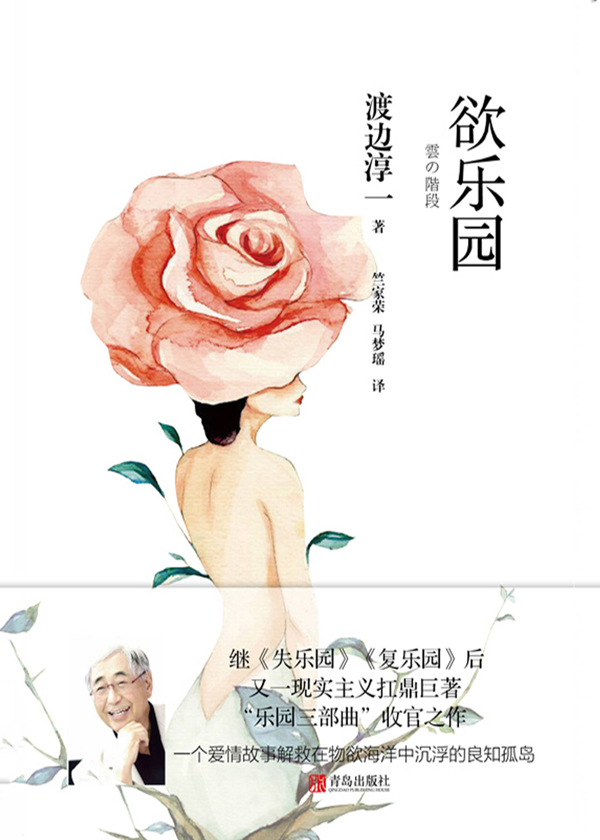 欲乐园
雲の階段
渡边淳一 著
竺家荣 马梦瑶 译
继《失乐园》《复乐园》后
又一现实主义扛鼎巨著
“乐园三部曲”收官之作
一个爱情故事解救在物欲海洋中沉浮的良知孤岛
青岛出版社
QINGDAO PUBLISHING HOUSE